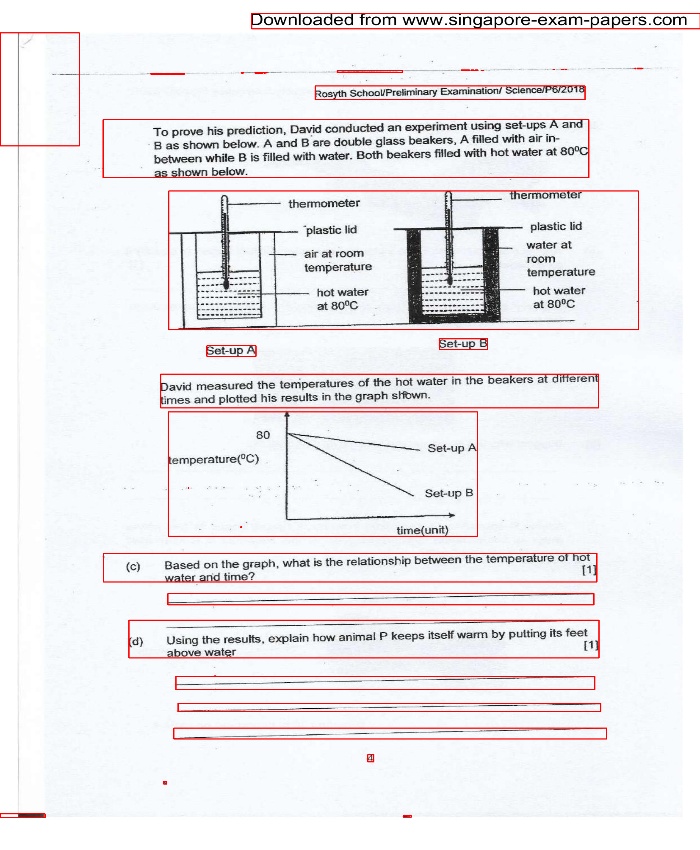 Downloaded from www.singapore-exam-papers.com
Rosyth School/Preliminary Examination/ Science/P6/2018
To prove his prediction, David conducted an experiment using set-ups A and
B as shown below. A and B are double glass beakers, A filled with air in-
between while B is filled with water. Both beakers filled with hot water at 80⁰C
as shown below.
thermometer
plastic lid
air at room
temperature
hot water
at 80⁰C
Set-up A
thermometer
plastic lid
water at
room
temperature
hot water
at 80⁰C
Set-up B
David measured the temperatures of the hot water in the beakers at different
times and plotted his results in the graph shown.
80
temperature(⁰C)
Set-up A
Set-up B
time(unit)
(c) Based on the graph, what is the relationship between the temperature of hot
water and time? [1]
(d) Using the results, explain how animal P keeps itself warm by putting its feet
above water [1]